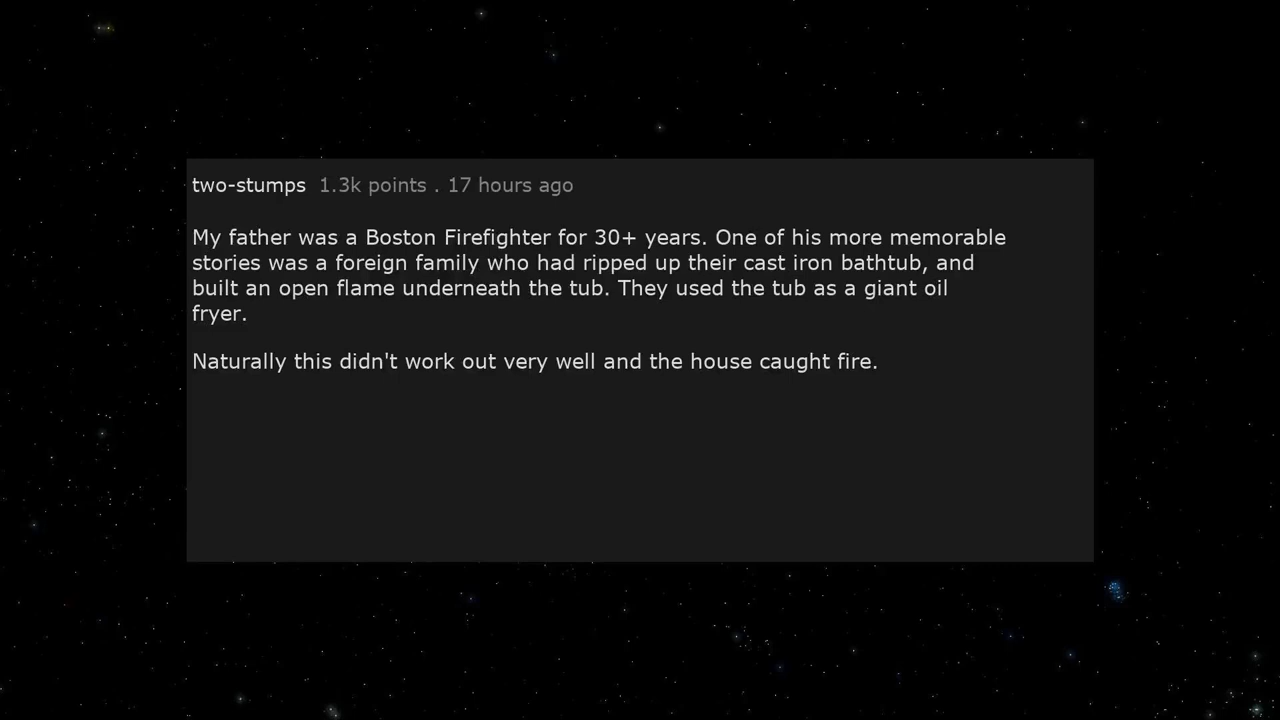 two-stumps 1.3k points . 17 hours ago
My father was a Boston Firefighter for 30+ years. One of his more memorable
stories was a foreign family who had ripped up their cast iron bathtub, and
built an open flame underneath the tub. They used the tub as a giant oil
fryer.
Naturally this didn't work out very well and the house caught fire.